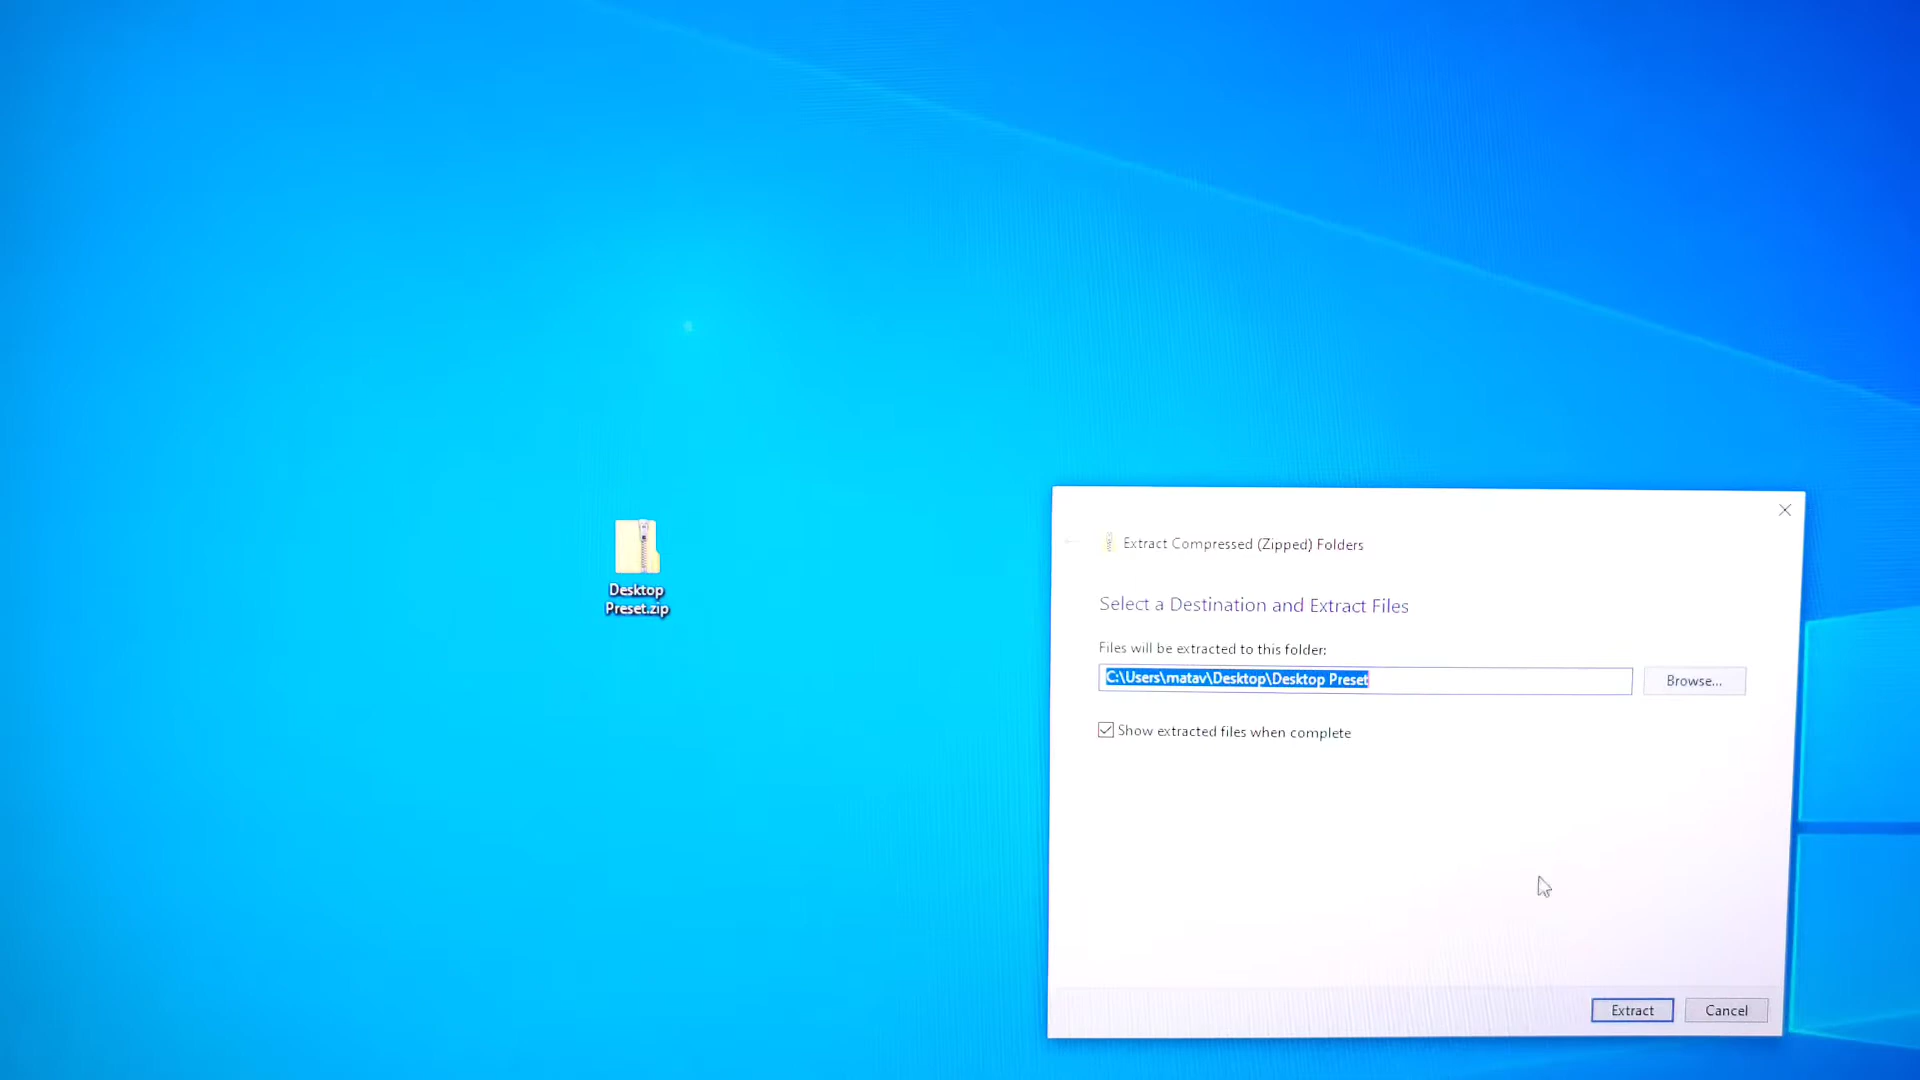 Desktop
Preset.zip
Extract Compressed (Zipped) Folders
Select a Destination and Extract Files
Files will be extracted to this folder:
C:\Users\matav\Desktop\Desktop Preset
Browse...
Show extracted files when complete
Extract
Cancel